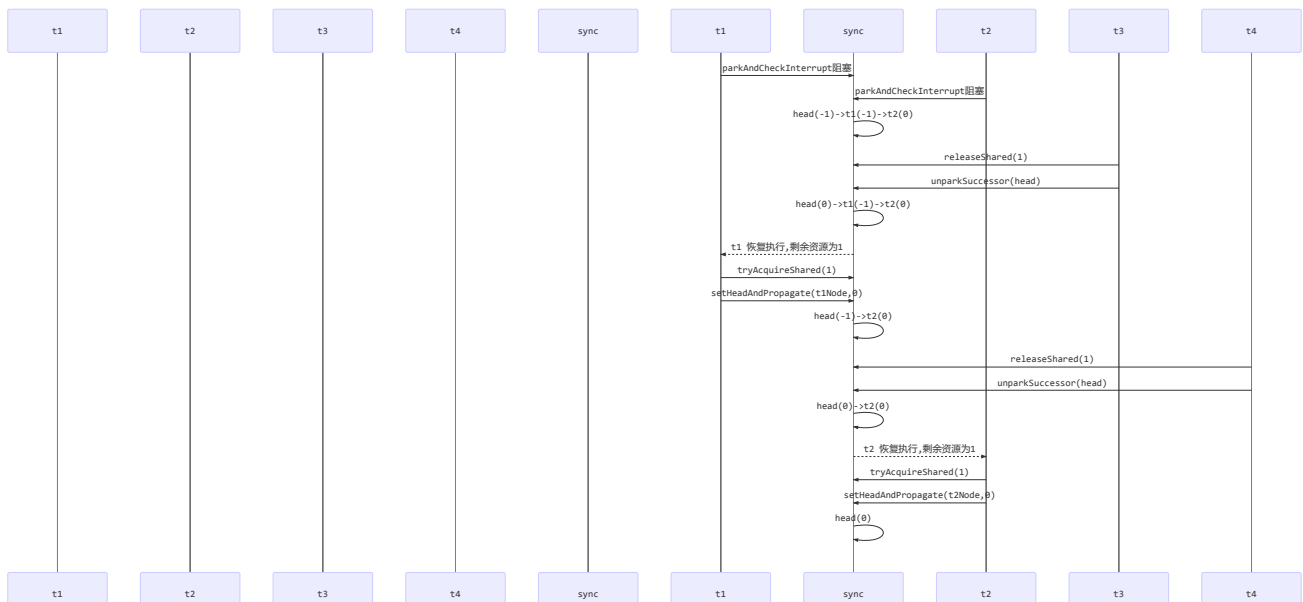 t1 t2 t3 t4 sync t1 sync t2 t3 t4
parkAndCheckInterrupt阻塞
parkAndCheckInterrupt阻塞
head(-1)->t1(-1)->t2(0)
releaseShared(1)
unparkSuccessor(head)
head(0)->t1(-1)->t2(0)
t1 恢复执行,剩余资源为1
tryAcquireShared(1)
setHeadAndPropagate(t1Node,0)
head(-1)->t2(0)
releaseShared(1)
unparkSuccessor(head)
head(0)->t2(0)
t2 恢复执行,剩余资源为1
tryAcquireShared(1)
setHeadAndPropagate(t2Node,0)
head(0)
t1 t2 t3 t4 sync t1 sync t2 t3 t4